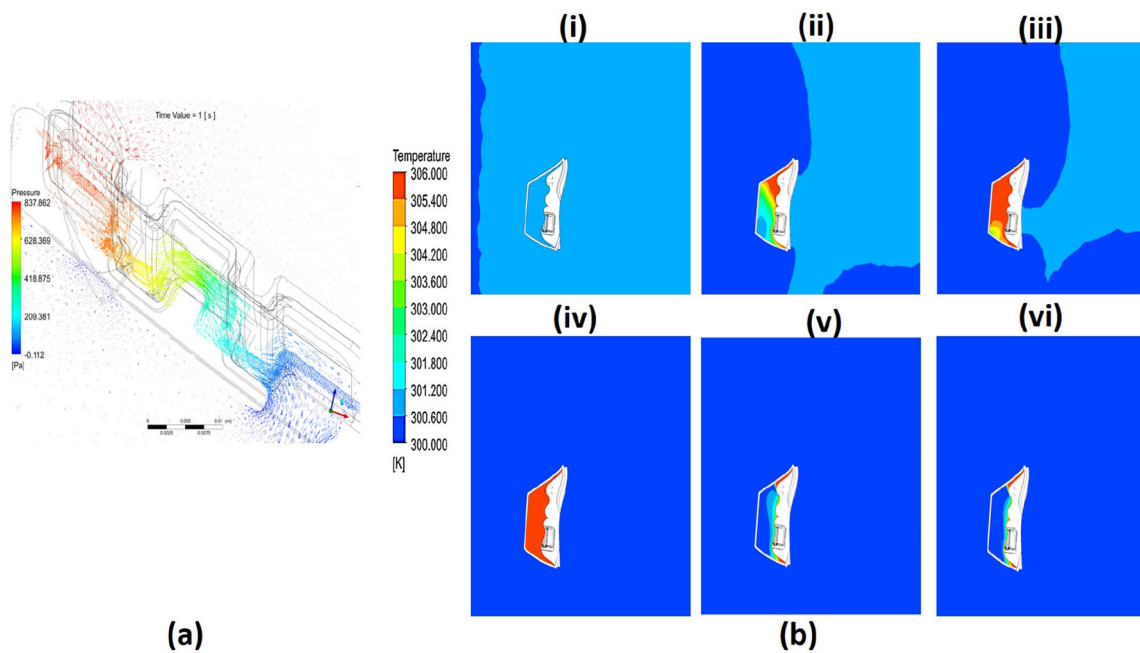 (i)
(ii)
(iii)
Time Value = 1 [ s ]
Pressure
837.862
628.369
418.875
209.381
-0.112
[Pa]
0
0.005
0.01
(m)
0.0025
0.0075
Temperature
306.000
305.400
304.800
304.200
303.600
303.000
302.400
301.800
301.200
300.600
300.000
[K]
(iv)
(v)
(vi)
(a)
(b)